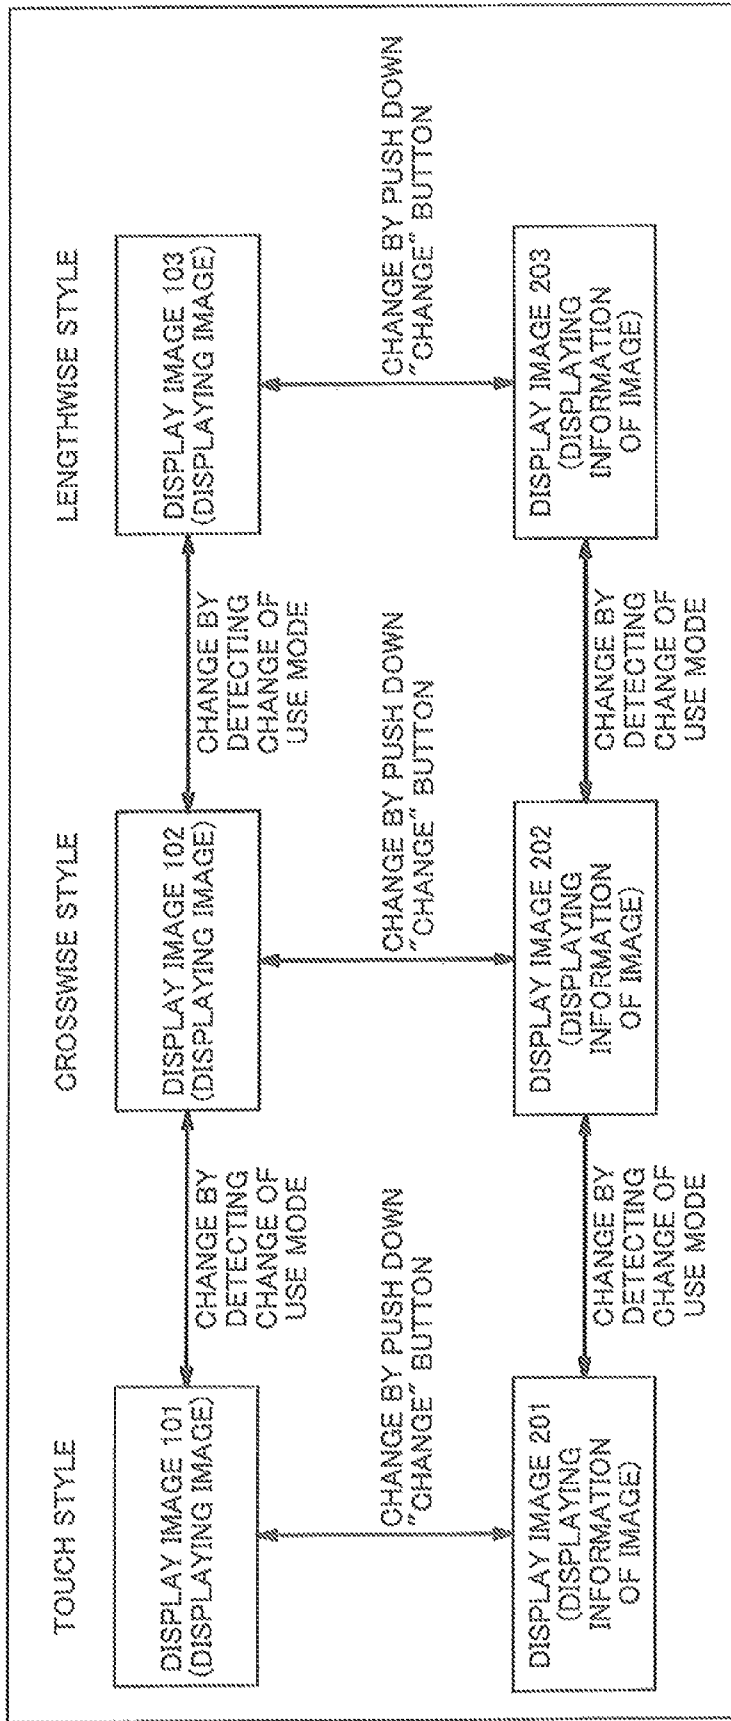 TOUCH STYLE
CROSSWISE STYLE
LENGTHWISE STYLE
DISPLAY IMAGE 101
(DISPLAYING IMAGE)
CHANGE BY
DETECTING
CHANGE OF
USE MODE
DISPLAY IMAGE 102
(DISPLAYING IMAGE)
CHANGE BY
DETECTING
CHANGE OF
USE MODE
DISPLAY IMAGE 103
(DISPLAYING IMAGE)
CHANGE BY PUSH DOWN
"CHANGE" BUTTON
CHANGE BY PUSH DOWN
"CHANGE" BUTTON
CHANGE BY PUSH DOWN
"CHANGE" BUTTON
DISPLAY IMAGE 201
(DISPLAYING
INFORMATION
OF IMAGE)
CHANGE BY
DETECTING
CHANGE OF
USE MODE
DISPLAY IMAGE 202
(DISPLAYING
INFORMATION
OF IMAGE)
CHANGE BY
DETECTING
CHANGE OF
USE MODE
DISPLAY IMAGE 203
(DISPLAYING
INFORMATION
OF IMAGE)